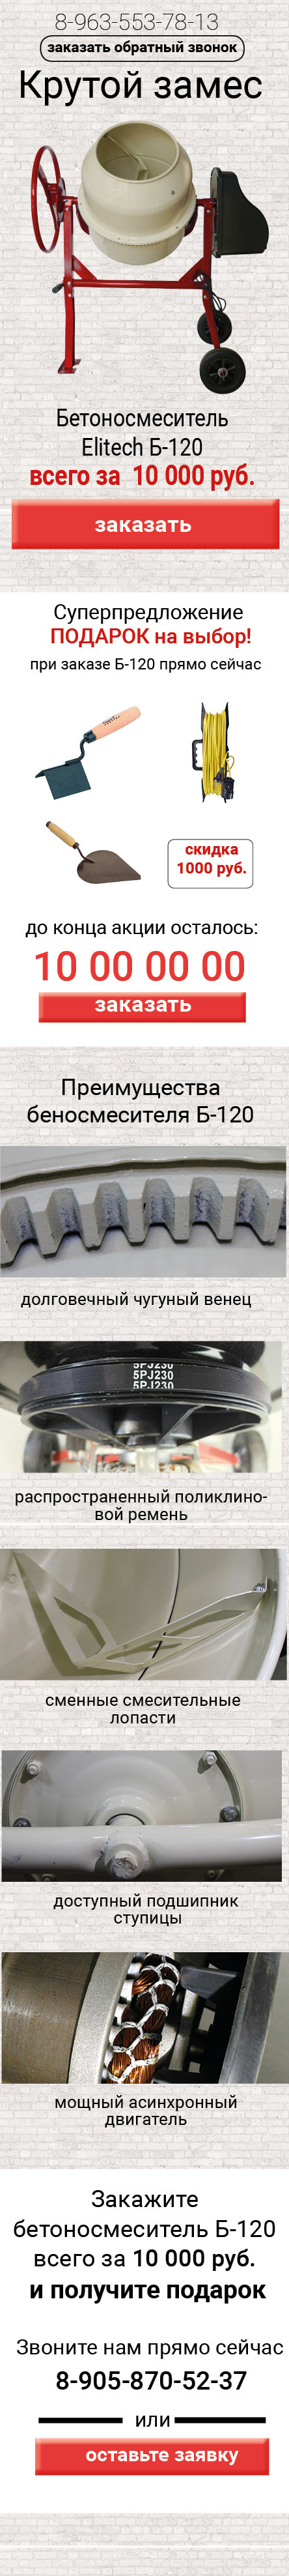 8-963-553-78-13
заказать обратный звонок
Крутой замес
Бетоносмеситель
Elitech Б-120
всего за 10 000 руб.
заказать
Суперпредложение
ПОДАРОК на выбор!
при заказе Б-120 прямо сейчас
скидка
1000 руб.
до конца акции осталось:
10 00 00 00
заказать
Преимущества
беносмесителя Б-120
долговечный чугуный венец
5PJ230
5PJ230
5PJ230
распространенный поликлино-
вой ремень
сменные смесительные
лопасти
доступный подшипник
ступицы
мощный асинхронный
двигатель
Закажите
бетоносмеситель Б-120
всего за 10 000 руб.
и получите подарок
Звоните нам прямо сейчас
8-905-870-52-37
или
оставьте заявку